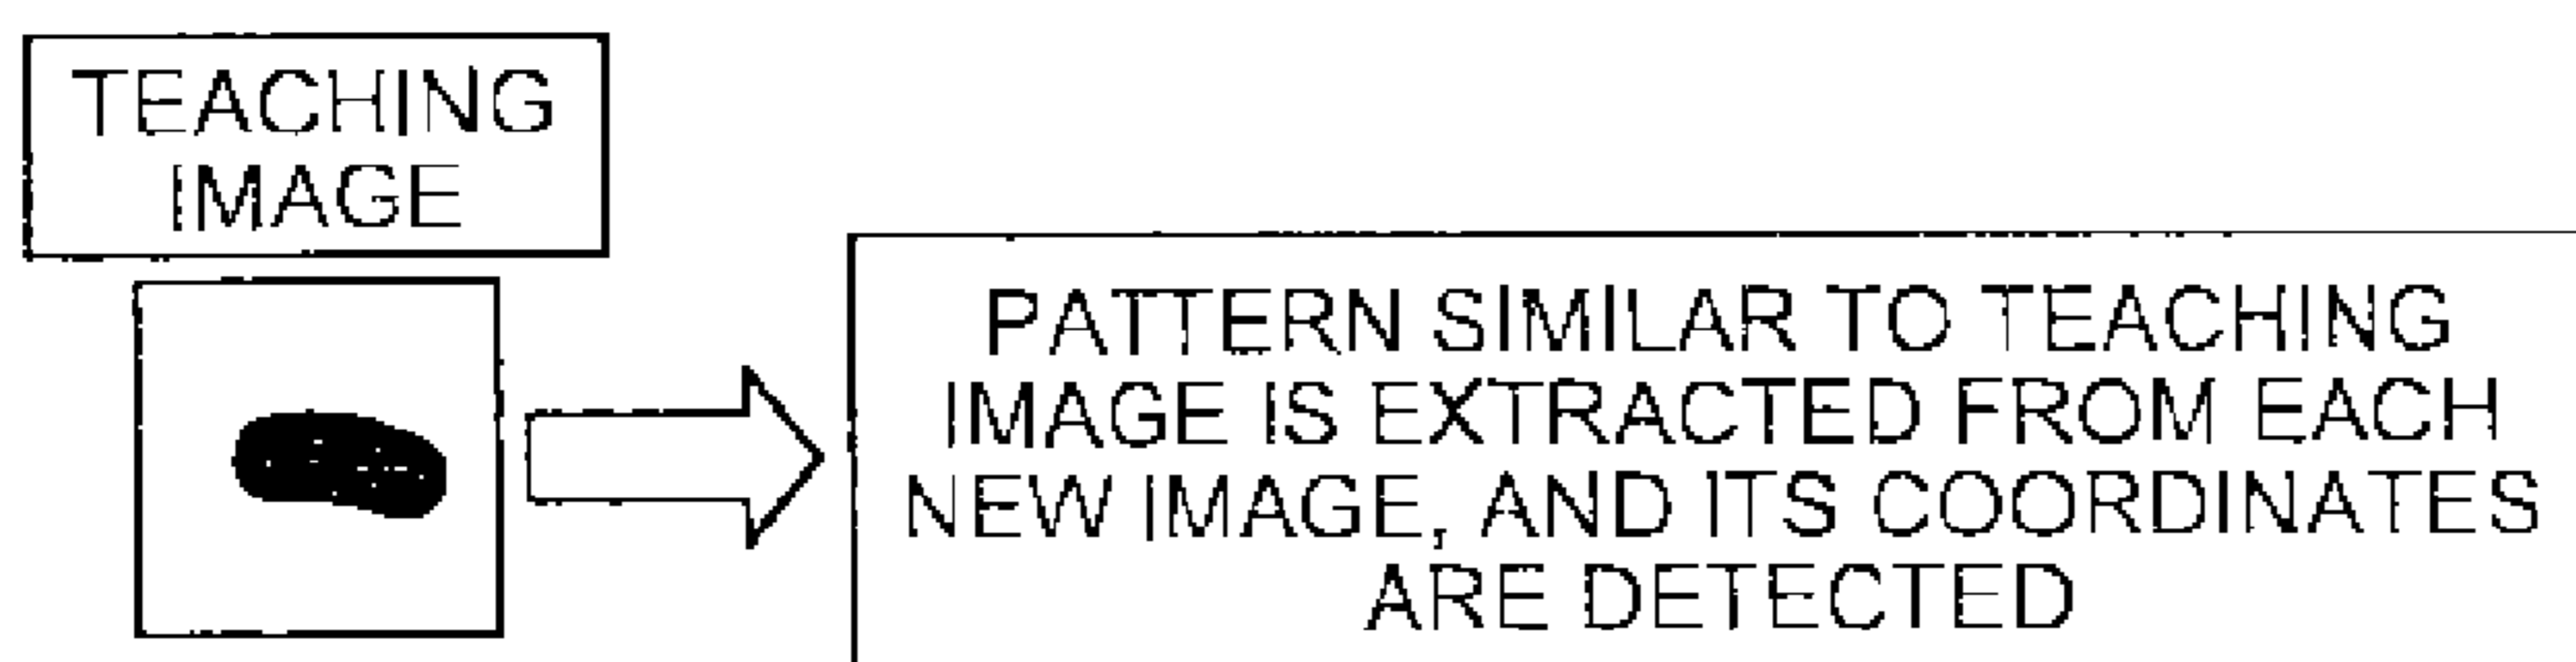 TEACHING
IMAGE
PATTERN SIMILAR TO TEACHING
IMAGE IS EXTRACTED FROM EACH
NEW IMAGE, AND ITS COORDINATES
ARE DETECTED